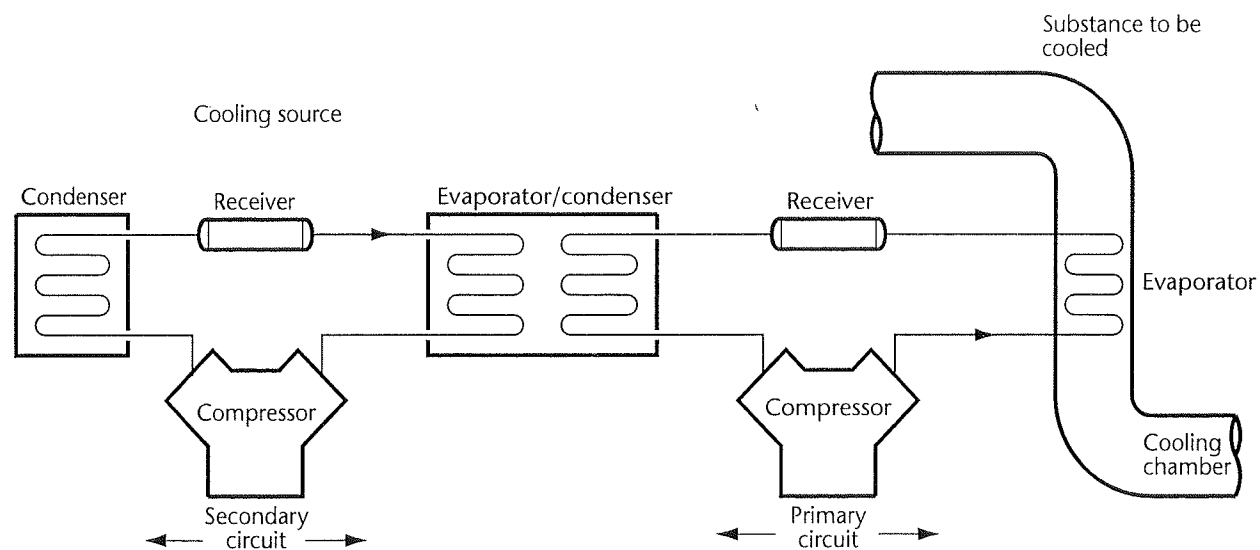 Substance to be
cooled
Cooling source
Condenser
Receiver
Evaporator/condenser
Receiver
Evaporator
Compressor
Compressor
Cooling
chamber
Secondary
circuit
Primary
circuit